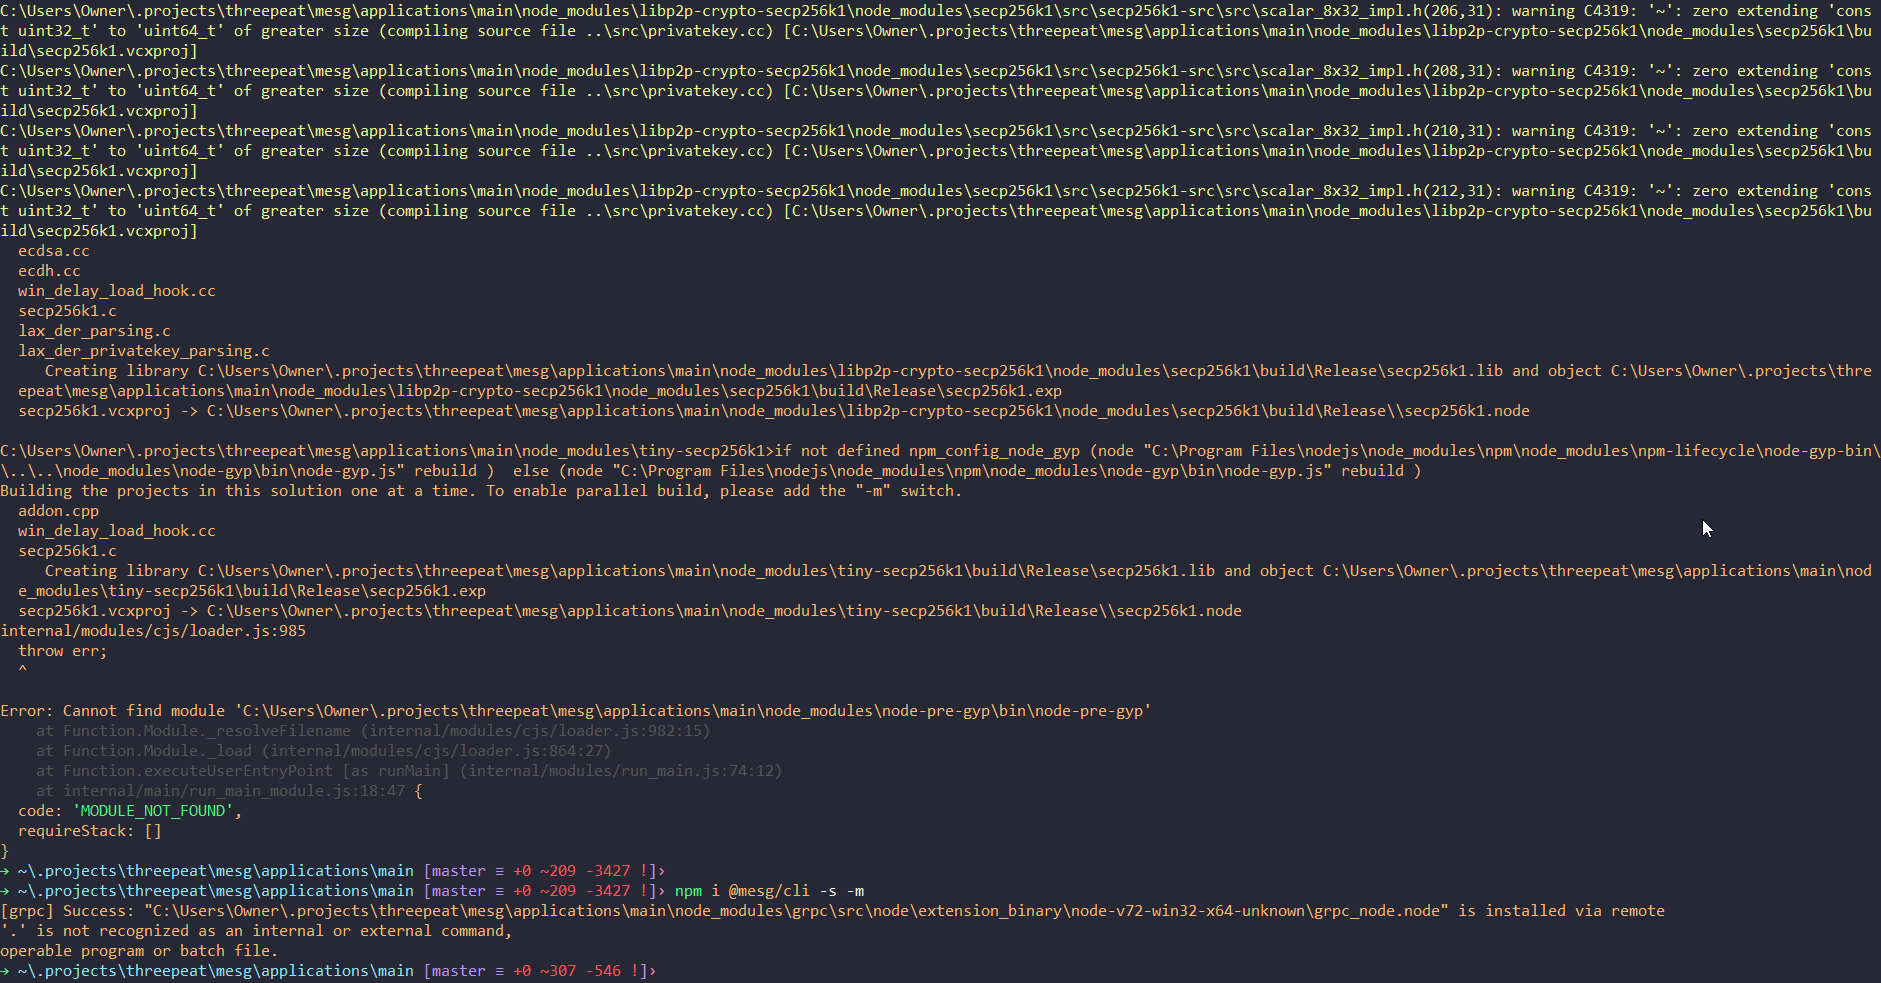 C:\Users\Owner\.projects\threepeat\mesg\applications\main\node_modules\libp2p-crypto-secp256k1\node_modules\secp256k1\src\secp256k1-src\src\scalar_8x32_impl.h(206,31): warning C4319: '~': zero extending 'cons
t uint32_t' to 'uint64_t' of greater size (compiling source file ..\src\privatekey.cc) [C:\Users\Owner\.projects\threepeat\mesg\applications\main\node_modules\libp2p-crypto-secp256k1\node_modules\secp256k1\bu
ild\secp256k1.vcxproj]
C:\Users\Owner\.projects\threepeat\mesg\applications\main\node_modules\libp2p-crypto-secp256k1\node_modules\secp256k1\src\secp256k1-src\src\scalar_8x32_impl.h(208,31): warning C4319: '~': zero extending 'cons
t uint32_t' to 'uint64_t' of greater size (compiling source file ..\src\privatekey.cc) [C:\Users\Owner\.projects\threepeat\mesg\applications\main\node_modules\libp2p-crypto-secp256k1\node_modules\secp256k1\bu
ild\secp256k1.vcxproj]
C:\Users\Owner\.projects\threepeat\mesg\applications\main\node_modules\libp2p-crypto-secp256k1\node_modules\secp256k1\src\secp256k1-src\src\scalar_8x32_impl.h(210,31): warning C4319: '~': zero extending 'cons
t uint32_t' to 'uint64_t' of greater size (compiling source file ..\src\privatekey.cc) [C:\Users\Owner\.projects\threepeat\mesg\applications\main\node_modules\libp2p-crypto-secp256k1\node_modules\secp256k1\bu
ild\secp256k1.vcxproj]
C:\Users\Owner\.projects\threepeat\mesg\applications\main\node_modules\libp2p-crypto-secp256k1\node_modules\secp256k1\src\secp256k1-src\src\scalar_8x32_impl.h(212,31): warning C4319: '~': zero extending 'cons
t uint32_t' to 'uint64_t' of greater size (compiling source file ..\src\privatekey.cc) [C:\Users\Owner\.projects\threepeat\mesg\applications\main\node_modules\libp2p-crypto-secp256k1\node_modules\secp256k1\bu
ild\secp256k1.vcxproj]
  ecdsa.cc
  ecdh.cc
  win_delay_load_hook.cc
  secp256k1.c
  lax_der_parsing.c
  lax_der_privatekey_parsing.c
     Creating library C:\Users\Owner\.projects\threepeat\mesg\applications\main\node_modules\libp2p-crypto-secp256k1\node_modules\secp256k1\build\Release\secp256k1.lib and object C:\Users\Owner\.projects\thre
  epeat\mesg\applications\main\node_modules\libp2p-crypto-secp256k1\node_modules\secp256k1\build\Release\secp256k1.exp
  secp256k1.vcxproj -> C:\Users\Owner\.projects\threepeat\mesg\applications\main\node_modules\libp2p-crypto-secp256k1\node_modules\secp256k1\build\Release\\secp256k1.node
C:\Users\Owner\.projects\threepeat\mesg\applications\main\node_modules\tiny-secp256k1>if not defined npm_config_node_gyp (node "C:\Program Files\nodejs\node_modules\npm\node_modules\npm-lifecycle\node-gyp-bin\
\..\..\node_modules\node-gyp\bin\node-gyp.js" rebuild )  else (node "C:\Program Files\nodejs\node_modules\npm\node_modules\node-gyp\bin\node-gyp.js" rebuild )
Building the projects in this solution one at a time. To enable parallel build, please add the "-m" switch.
  addon.cpp
  win_delay_load_hook.cc
  secp256k1.c
     Creating library C:\Users\Owner\.projects\threepeat\mesg\applications\main\node_modules\tiny-secp256k1\build\Release\secp256k1.lib and object C:\Users\Owner\.projects\threepeat\mesg\applications\main\nod
  e_modules\tiny-secp256k1\build\Release\secp256k1.exp
  secp256k1.vcxproj -> C:\Users\Owner\.projects\threepeat\mesg\applications\main\node_modules\tiny-secp256k1\build\Release\\secp256k1.node
internal/modules/cjs/loader.js:985
  throw err;
  ^
Error: Cannot find module 'C:\Users\Owner\.projects\threepeat\mesg\applications\main\node_modules\node-pre-gyp\bin\node-pre-gyp'
    at Function.Module._resolveFilename (internal/modules/cjs/loader.js:982:15)
    at Function.Module._load (internal/modules/cjs/loader.js:864:27)
    at Function.executeUserEntryPoint [as runMain] (internal/modules/run_main.js:74:12)
    at internal/main/run_main_module.js:18:47 {
  code: 'MODULE_NOT_FOUND',
  requireStack: []
}
→ ~\.projects\threepeat\mesg\applications\main [master ≡ +0 ~209 -3427 !]›
→ ~\.projects\threepeat\mesg\applications\main [master ≡ +0 ~209 -3427 !]› npm i @mesg/cli -s -m
[grpc] Success: "C:\Users\Owner\.projects\threepeat\mesg\applications\main\node_modules\grpc\src\node\extension_binary\node-v72-win32-x64-unknown\grpc_node.node" is installed via remote
'.' is not recognized as an internal or external command,
operable program or batch file.
→ ~\.projects\threepeat\mesg\applications\main [master ≡ +0 ~307 -546 !]›